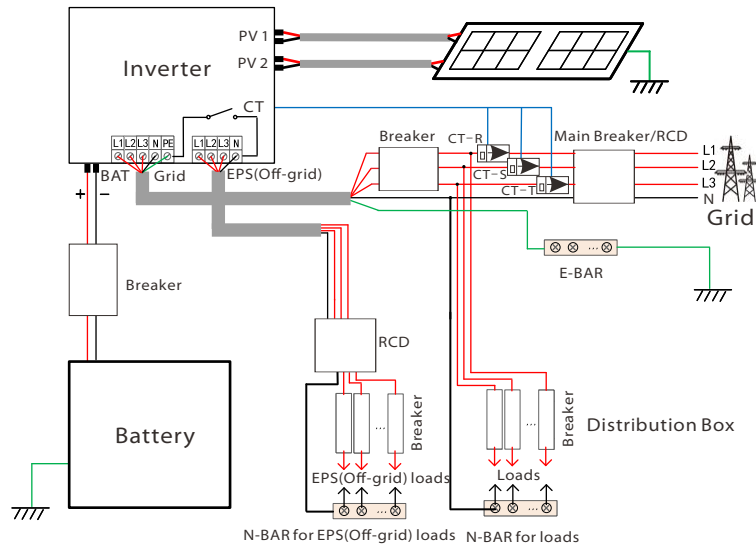 PV 1
PV 2
Inverter
CT
L1 L2 L3 N PE
L1 L2 L3 N
BAT
Grid
EPS(Off-grid)
+
−
Breaker
Battery
Breaker
CT-R
CT-S
CT-T
Main Breaker/RCD
L1
L2
L3
N
Grid
E-BAR
RCD
...
Breaker
EPS(Off-grid) loads
...
N-BAR for EPS(Off-grid) loads
...
Breaker
Distribution Box
Loads
...
N-BAR for loads